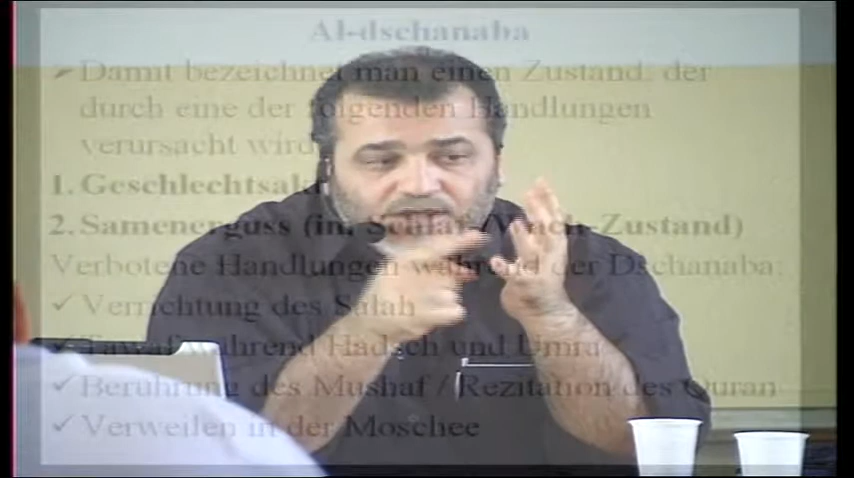 Al-dschanaba
Damit bezeichnet man einen Zustand, der
durch eine der folgenden Handlungen
verursacht wird
1. Geschlechtsakt
2. Samenerguss (im Schlaf-/Wach-Zustand)
Verbotene Handlungen während der Dschanaba:
✓ Verrichtung des Salah
✓ Tawaf während Hadsch und Umra
✓ Berührung des Mushaf / Rezitation des Quran
✓ Verweilen in der Moschee